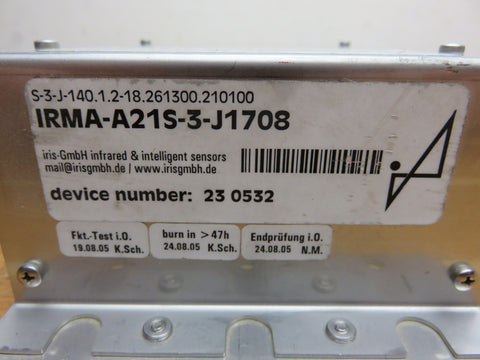 S-3-J-140.1.2-18.261300.210100
IRMA-A21S-3-J1708
iris-GmbH infrared & intelligent sensors
mail@irisgmbh.de / www.irisgmbh.de
device number: 23 0532
Fkt.-Test i.O.
19.08.05 K.Sch.
burn in > 47h
24.08.05 K.Sch.
Endprüfung i.O.
24.08.05 N.M.